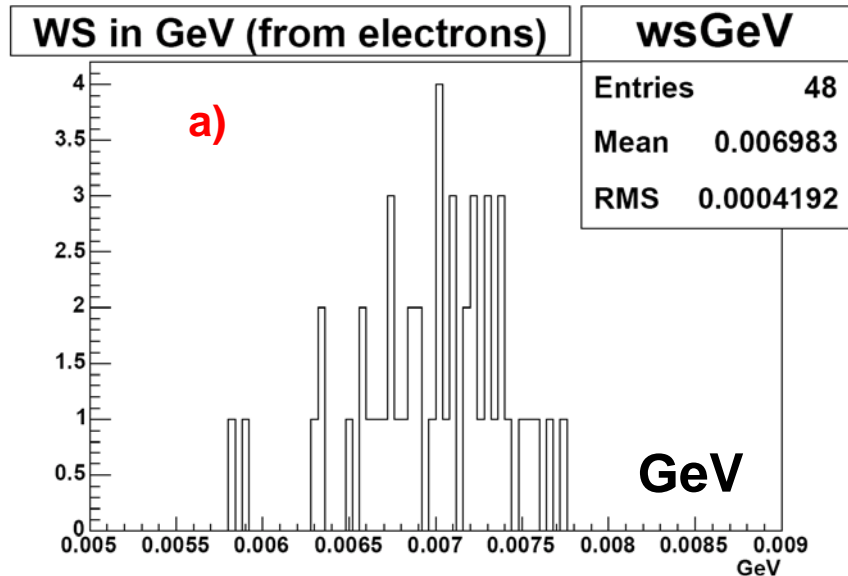 WS in GeV (from electrons)
wsGeV
Entries 48
Mean 0.006983
RMS 0.0004192
a)
4
3.5
3
2.5
2
1.5
1
0.5
0
0.005 0.0055 0.006 0.0065 0.007 0.0075 0.008 0.0085 0.009
GeV
GeV